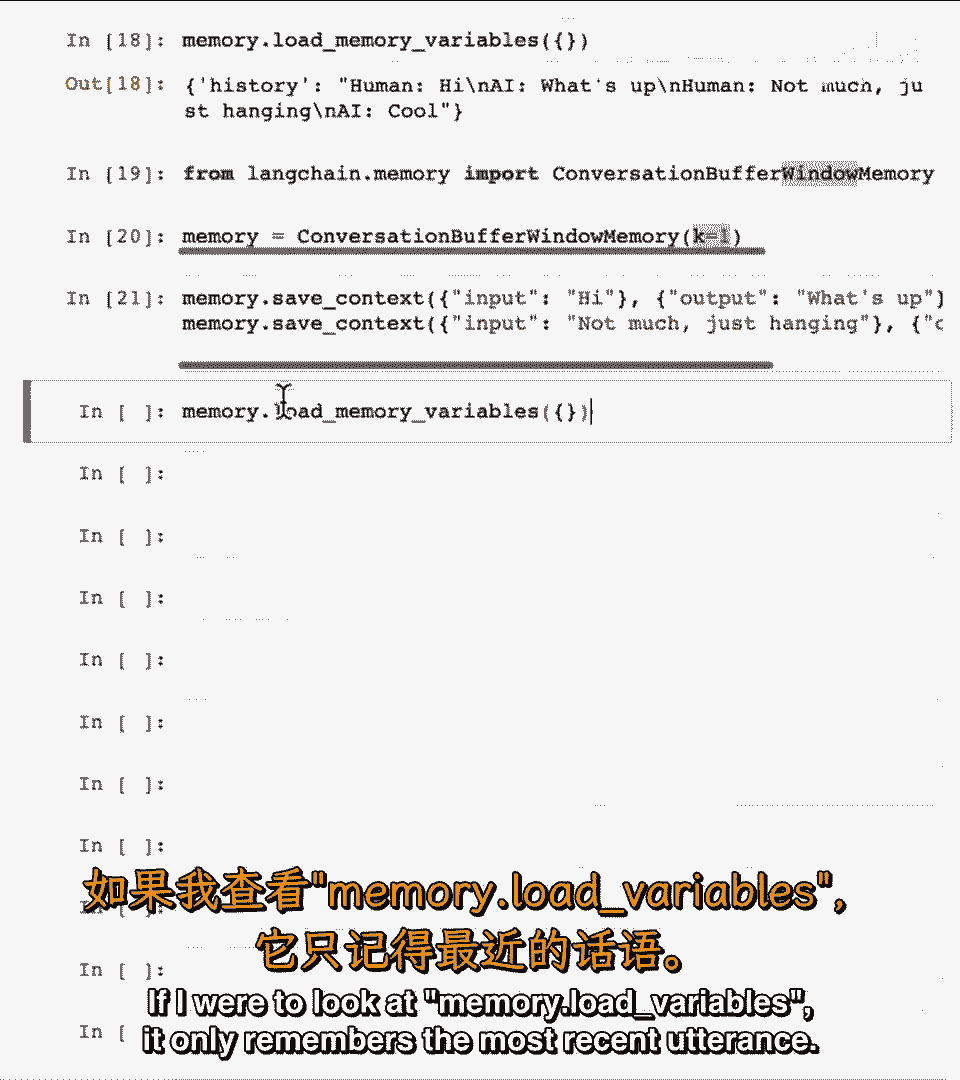 In [18]: memory.load_memory_variables({})
Out[18]: {'history': "Human: Hi\nAI: What's up\nHuman: Not much, ju
st hanging\nAI: Cool"}
In [19]: from langchain.memory import ConversationBufferWindowMemory
In [20]: memory = ConversationBufferWindowMemory(k=1)
In [21]: memory.save_context({"input": "Hi"}, {"output": "What's up"}
memory.save_context({"input": "Not much, just hanging"}, {"o
In [ ]: memory.load_memory_variables({})
In [ ]:
In [ ]:
In [ ]:
In [ ]:
In [ ]:
In [ ]:
In [ ]:
In [ ]:
如果我查看"memory.load_variables",
In [ ]:
它只记得最近的话语。
If I were to look at "memory.load_variables",
In [
it only remembers the most recent utterance.